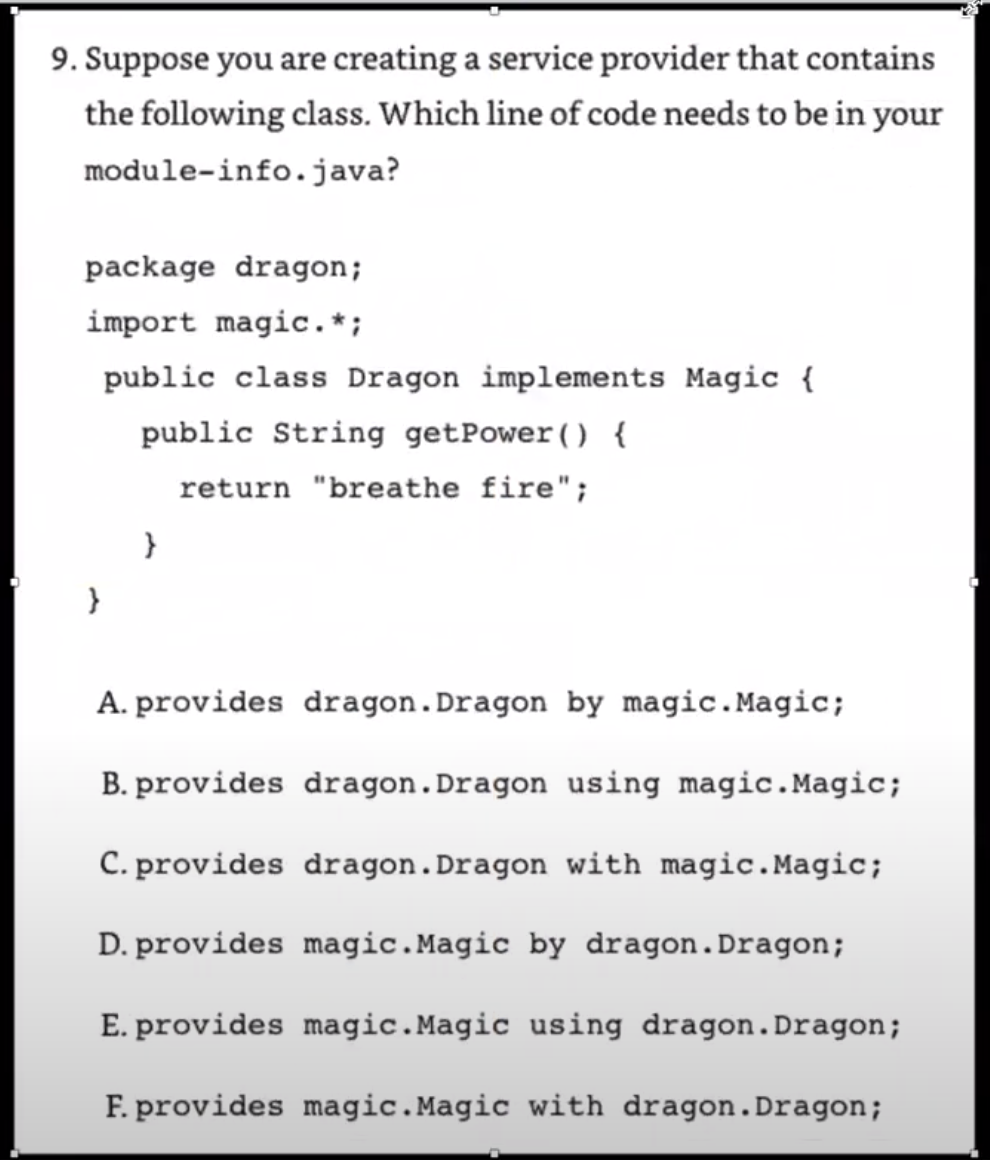 9. Suppose you are creating a service provider that contains
the following class. Which line of code needs to be in your
module-info.java?
package dragon;
import magic.*;
public class Dragon implements Magic {
public String getPower() {
return "breathe fire";
}
}
A. provides dragon.Dragon by magic.Magic;
B. provides dragon.Dragon using magic.Magic;
C. provides dragon.Dragon with magic.Magic;
D. provides magic.Magic by dragon.Dragon;
E. provides magic.Magic using dragon.Dragon;
F. provides magic.Magic with dragon.Dragon;